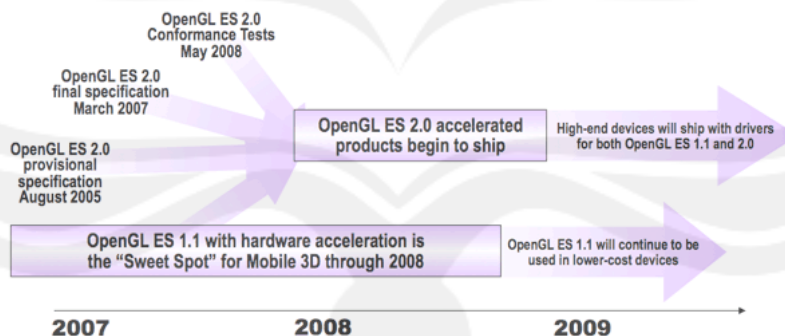 OpenGL ES 2.0
Conformance Tests
May 2008
OpenGL ES 2.0
final specification
March 2007
OpenGL ES 2.0
provisional
specification
August 2005
OpenGL ES 2.0 accelerated
products begin to ship
High-end devices will ship with drivers
for both OpenGL ES 1.1 and 2.0
OpenGL ES 1.1 with hardware acceleration is
the “Sweet Spot” for Mobile 3D through 2008
OpenGL ES 1.1 will continue to be
used in lower-cost devices
2007
2008
2009